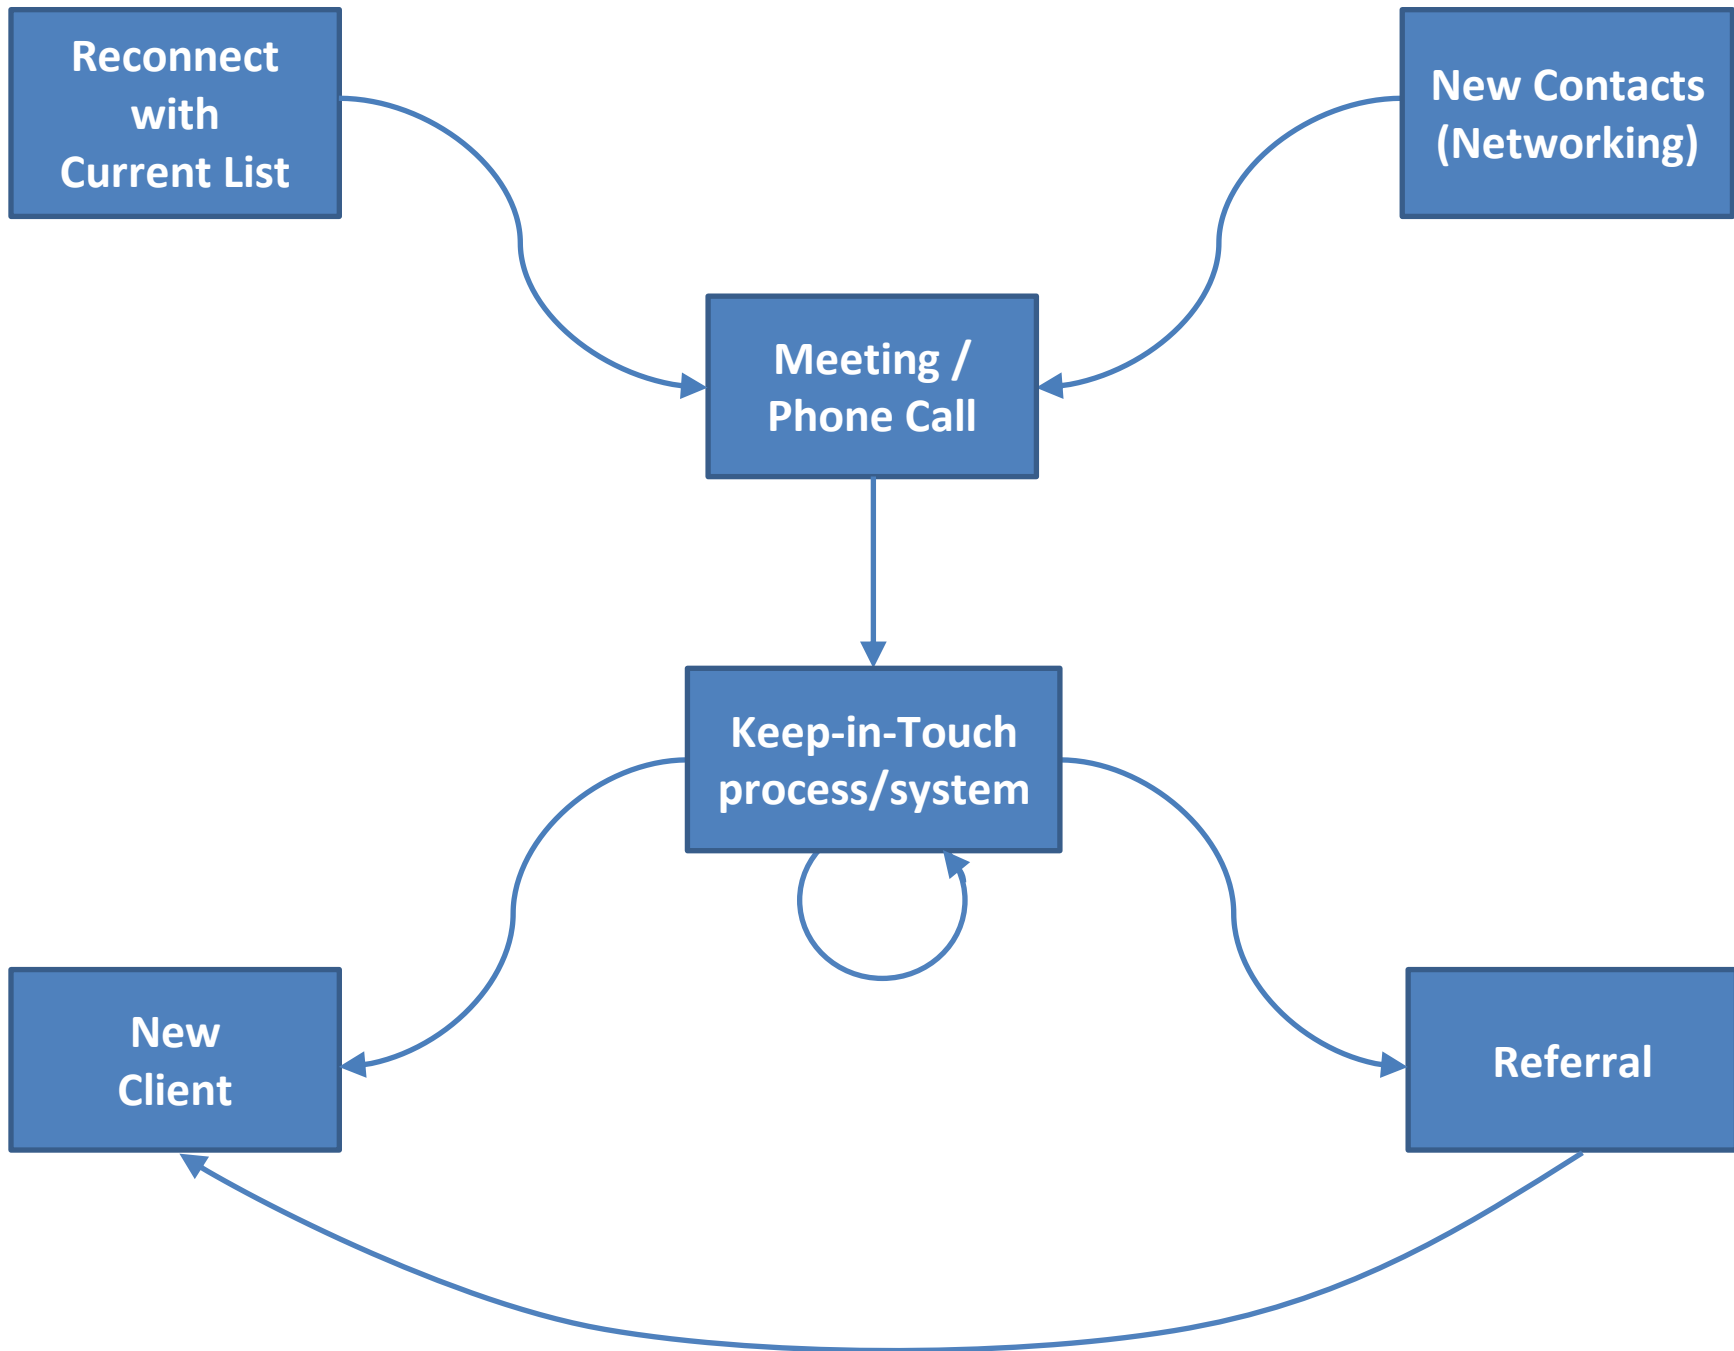 Reconnect
with
Current List
New Contacts
(Networking)
Meeting /
Phone Call
Keep-in-Touch
process/system
New
Client
Referral